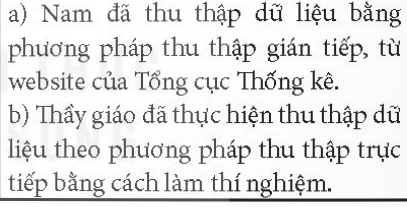 a) Nam đã thu thập dữ liệu bằng
phương pháp thu thập gián tiếp, từ
website của Tổng cục Thống kê.
b) Thầy giáo đã thực hiện thu thập dữ
liệu theo phương pháp thu thập trực
tiếp bằng cách làm thí nghiệm.